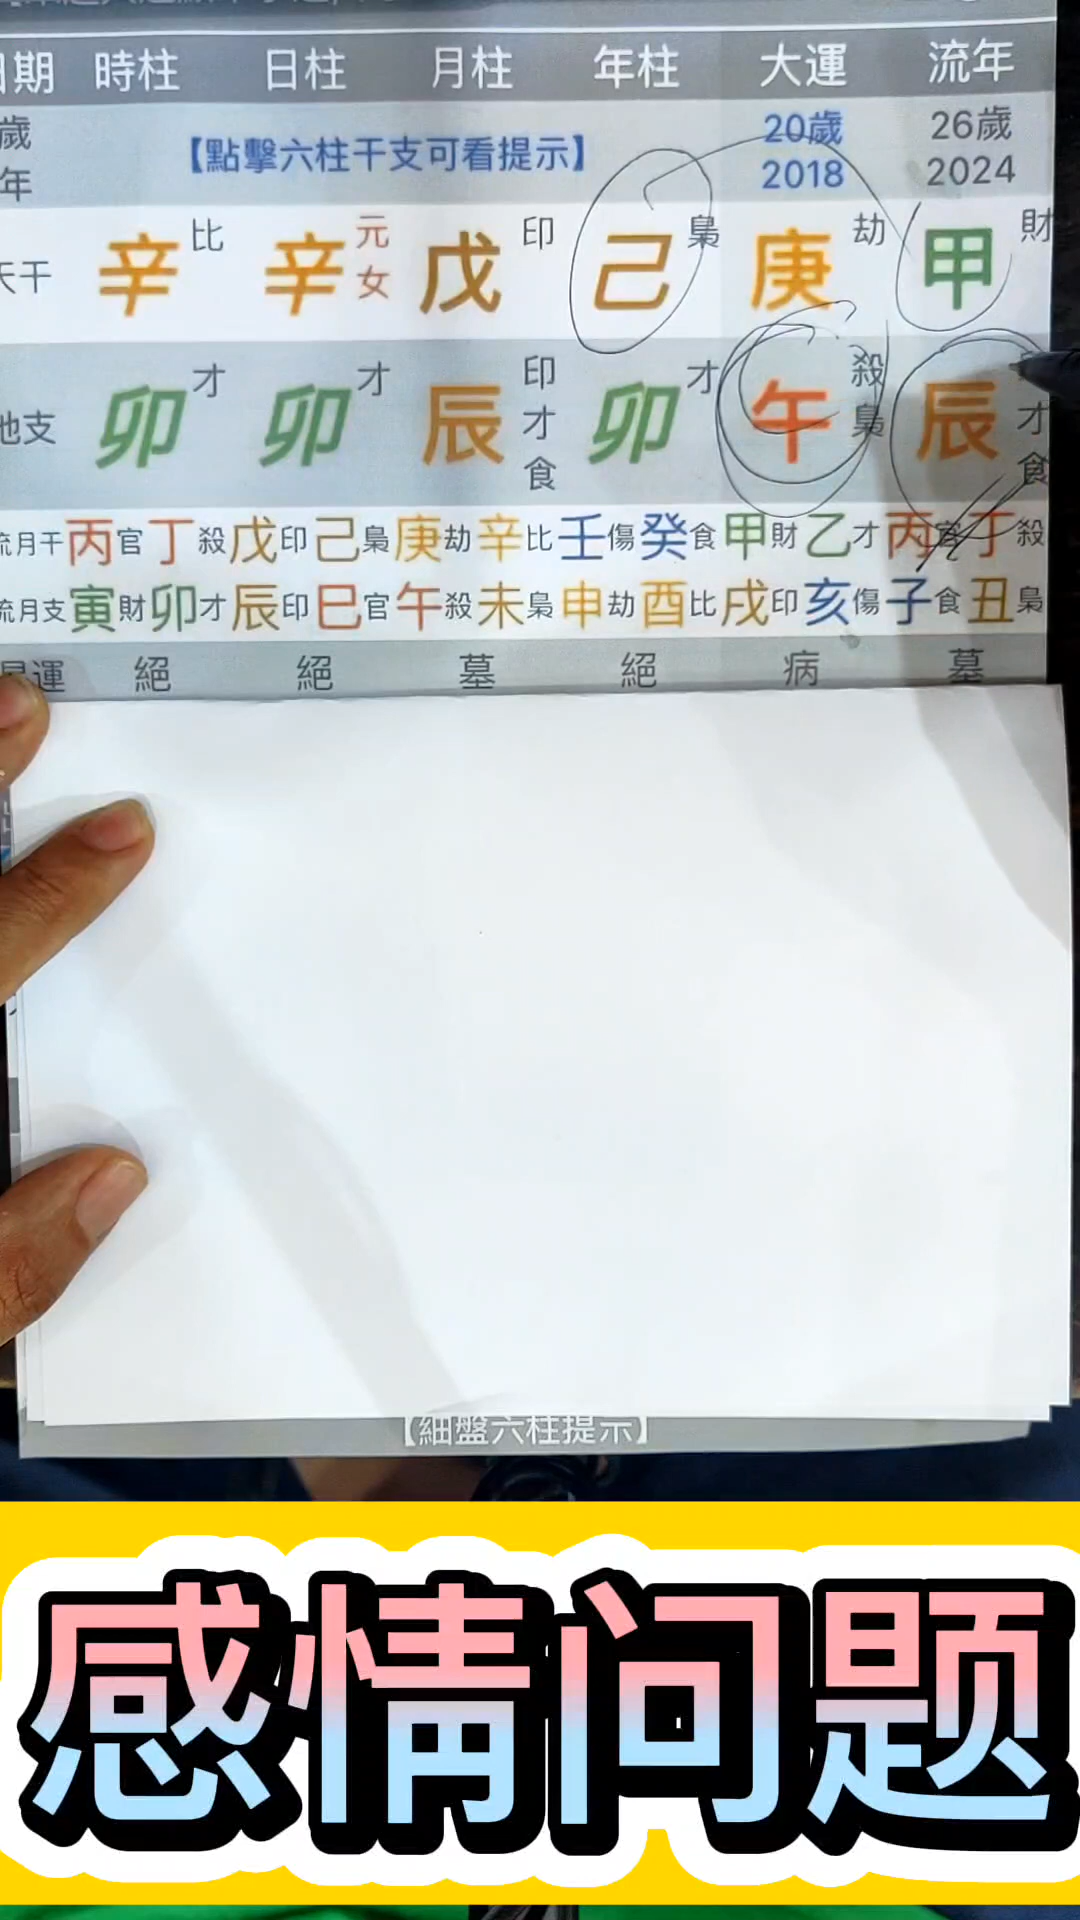 期 時柱 日柱 月柱 年柱 大運 流年
歲 【點擊六柱干支可看提示】 20歲 26歲
年 2018 2024
天干 辛 比 辛 元女 戊 印 己 梟 庚 劫 甲 財
地支 卯 才 卯 才 辰 印才食 卯 才 午 殺梟 辰 才食
流月干 丙官 丁殺 戊印 己梟 庚劫 辛比 壬傷 癸食 甲財 乙才 丙官 丁殺
流月支 寅財 卯才 辰印 巳官 午殺 未梟 申劫 酉比 戌印 亥傷 子食 丑梟
運 絕 絕 墓 絕 病 墓
【細盤六柱提示】
感情问题